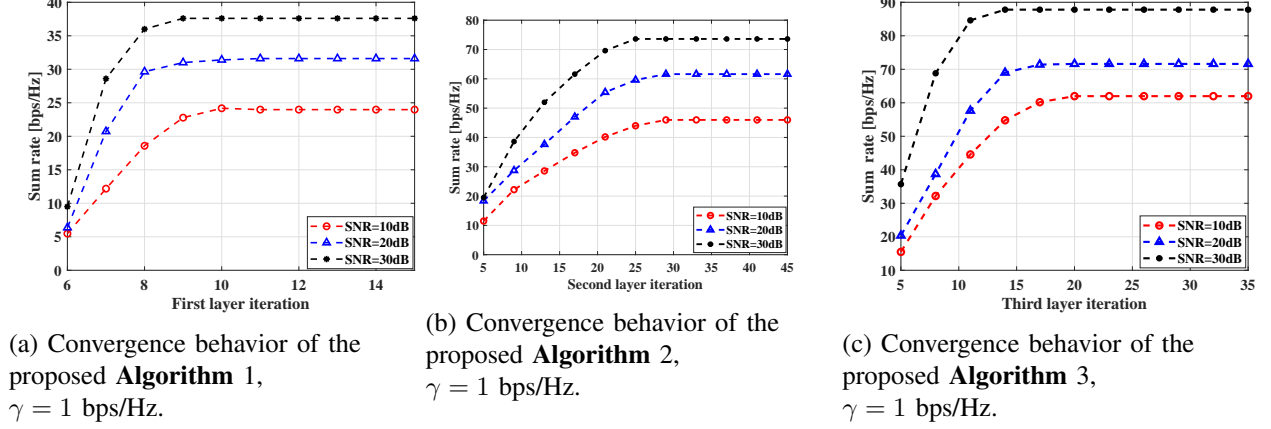 40
35
30
25
20
15
10
5
0
Sum rate [bps/Hz]
SNR=10dB
SNR=20dB
SNR=30dB
6
8
10
12
14
First layer iteration
(a) Convergence behavior of the
proposed Algorithm 1,
γ = 1 bps/Hz.
80
70
60
50
40
30
20
10
0
Sum rate [bps/Hz]
SNR=10dB
SNR=20dB
SNR=30dB
5
10
15
20
25
30
35
40
45
Second layer iteration
(b) Convergence behavior of the
proposed Algorithm 2,
γ = 1 bps/Hz.
90
80
70
60
50
40
30
20
10
Sum rate [bps/Hz]
SNR=10dB
SNR=20dB
SNR=30dB
5
10
15
20
25
30
35
Third layer iteration
(c) Convergence behavior of the
proposed Algorithm 3,
γ = 1 bps/Hz.